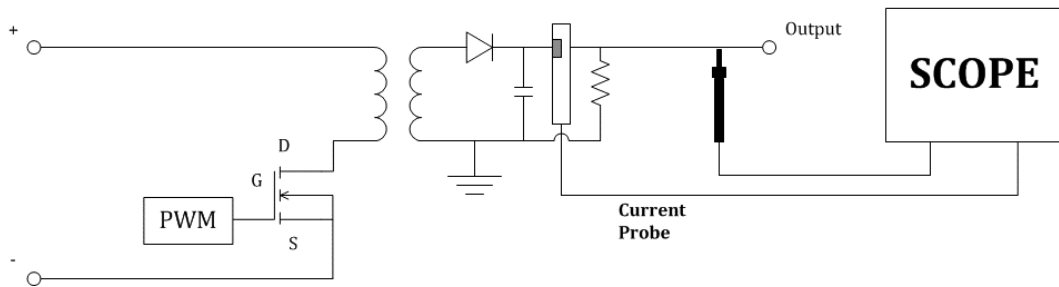 +
Output
SCOPE
D
G
PWM
S
Current
Probe
-